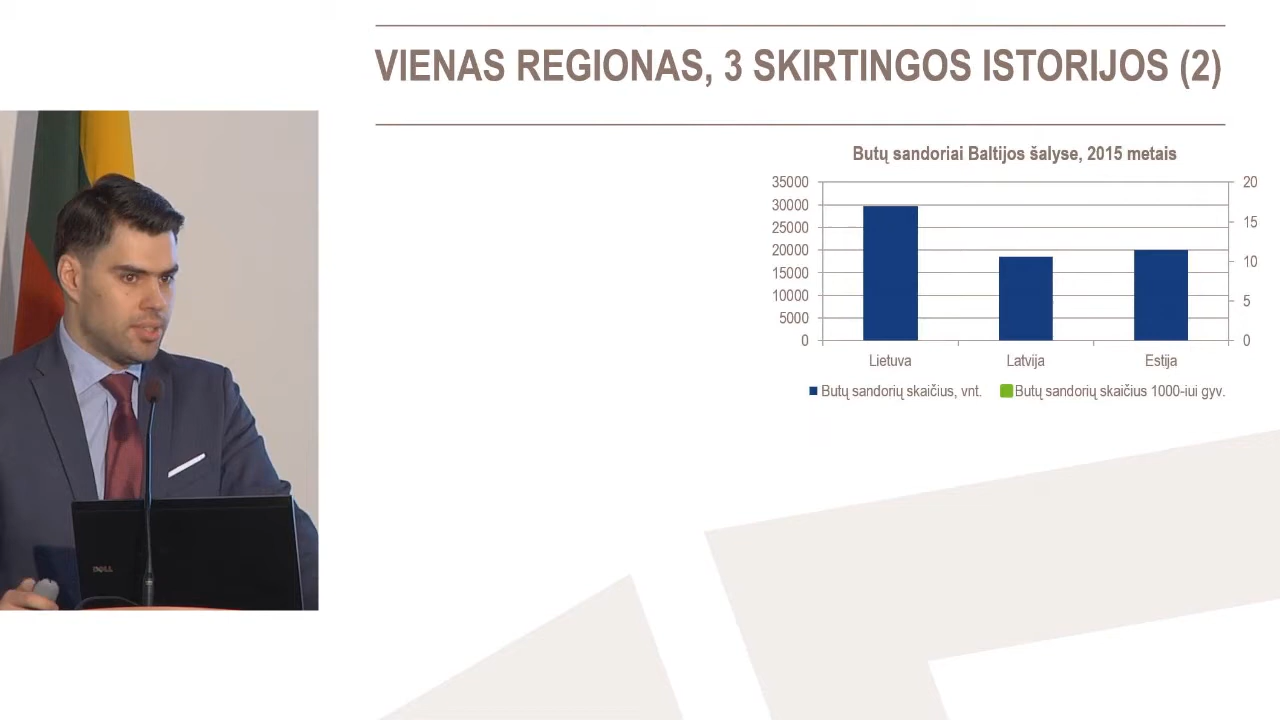 VIENAS REGIONAS, 3 SKIRTINGOS ISTORIJOS (2)
Butų sandoriai Baltijos šalyse, 2015 metais
35000
30000
25000
20000
15000
10000
5000
0
20
15
10
5
0
Lietuva Latvija Estija
Butų sandorių skaičius, vnt. Butų sandorių skaičius 1000-iui gyv.
DELL